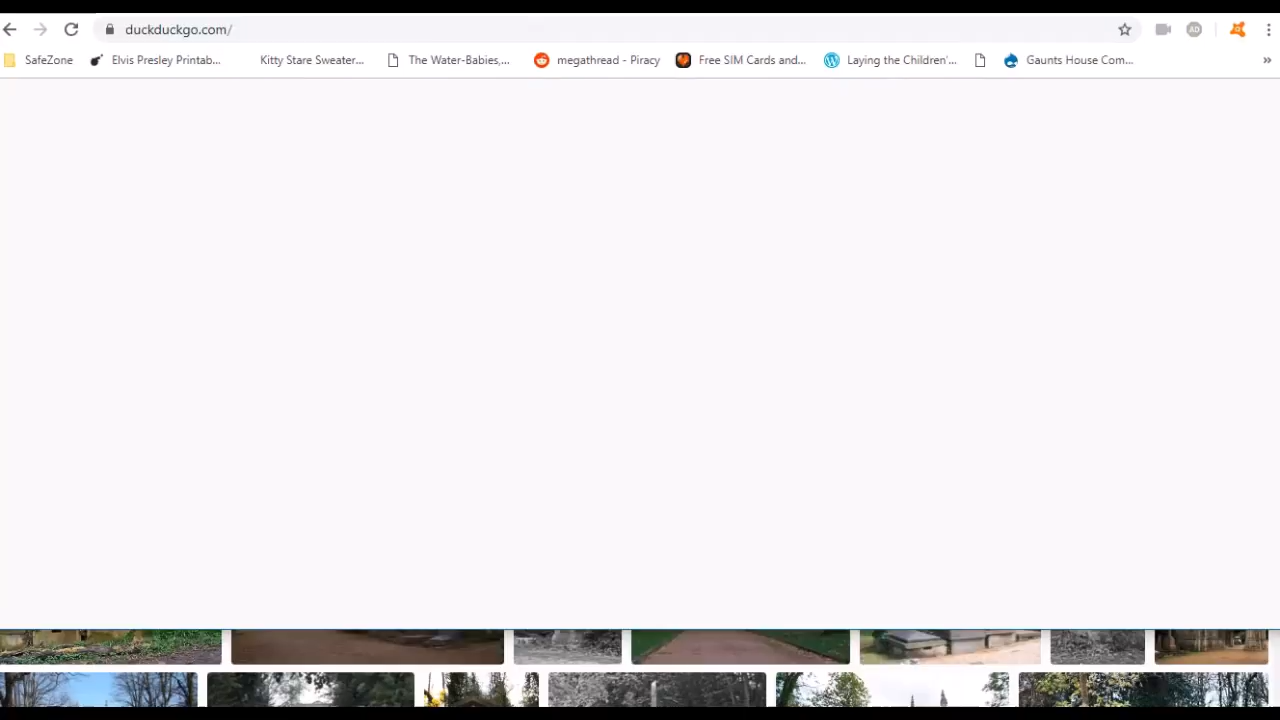 duckduckgo.com/
SafeZone Elvis Presley Printab... Kitty Stare Sweater... The Water-Babies,... megathread - Piracy Free SIM Cards and... Laying the Children'... Gaunts House Com... »